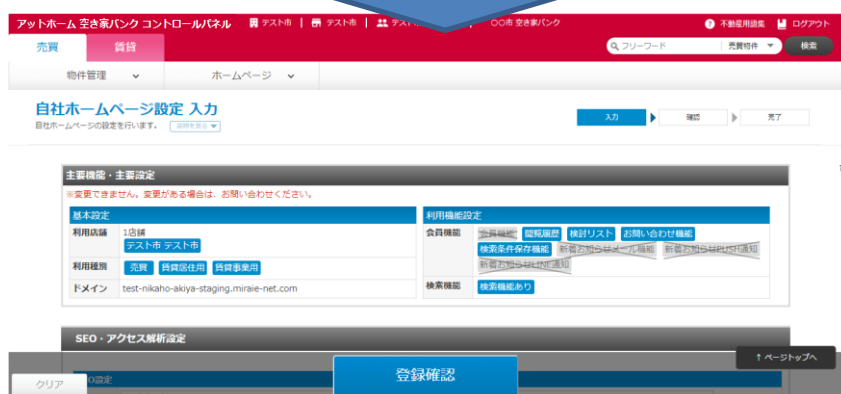 アットホーム 空き家バンク コントロールパネル テスト市 | テスト市 | テスト 〇〇市 空き家バンク ? 不動産用語集 ログアウト
売買 賃貸 フリーワード 売買物件 ▼ 検索
物件管理 ホームページ
自社ホームページ設定 入力
自社ホームページの設定を行います。 説明を見る ▼ 入力 確認 完了
主要機能・主要設定
※変更できません。変更がある場合は、お問い合わせください。
基本設定 利用機能設定
利用店舗 1店舗 会員機能 会員機能 閲覧履歴 検討リスト お問い合わせ機能
テスト市 テスト市 検索条件保存機能 新着お知らせメール機能 新着お知らせPUSH通知
利用種別 売買 賃貸居住用 賃貸事業用 新着お知らせLINE通知
ドメイン test-nikaho-akiya-staging.miraie-net.com 検索機能 検索機能あり
SEO・アクセス解析設定
↑ ページトップへ
クリア O設定 登録確認